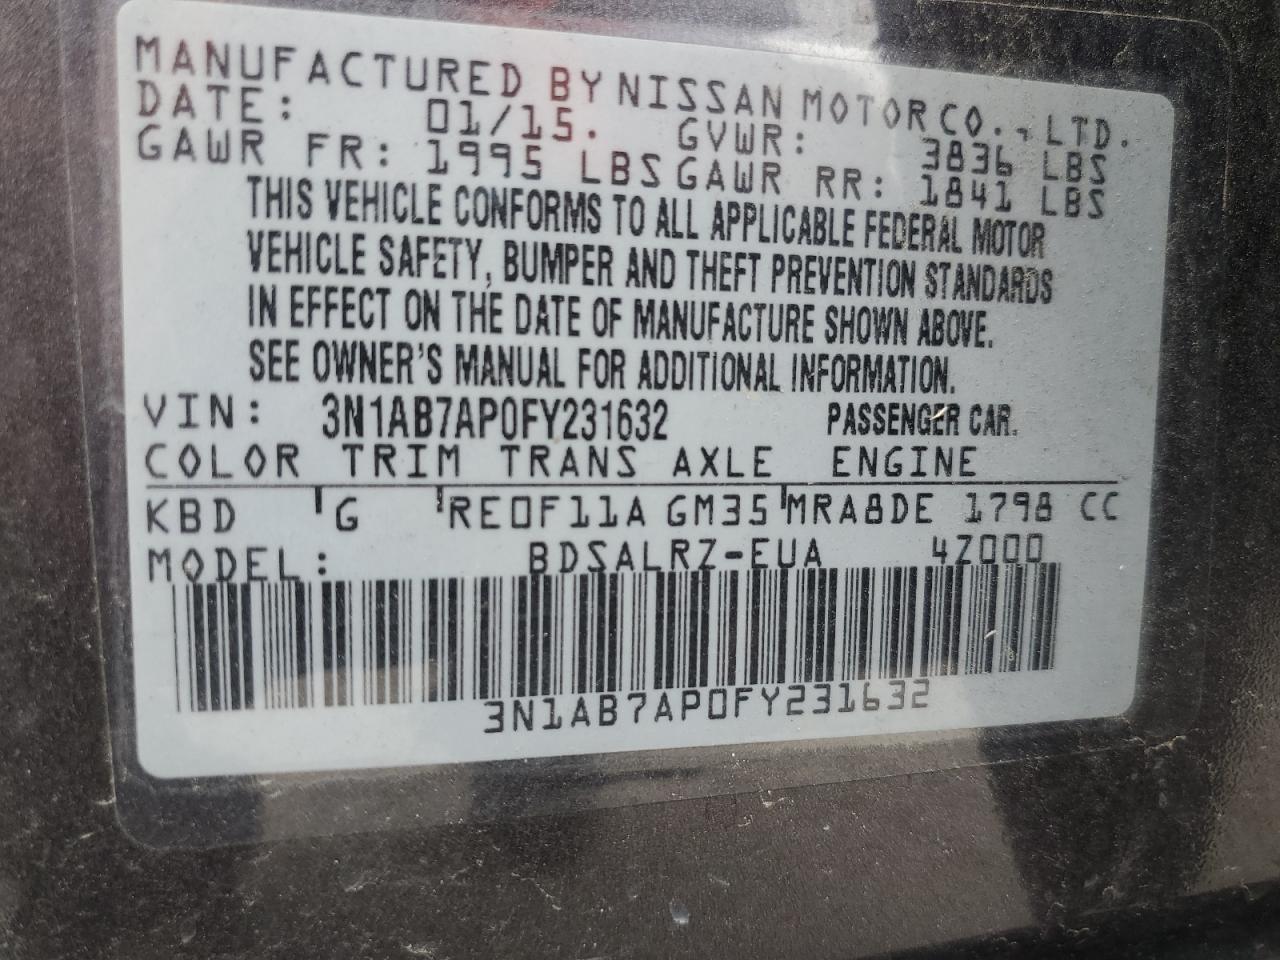 MANUFACTURED BY NISSAN MOTOR CO., LTD.
DATE: 01/15. GVWR: 3836 LBS
GAWR FR: 1995 LBS GAWR RR: 1841 LBS
THIS VEHICLE CONFORMS TO ALL APPLICABLE FEDERAL MOTOR
VEHICLE SAFETY, BUMPER AND THEFT PREVENTION STANDARDS
IN EFFECT ON THE DATE OF MANUFACTURE SHOWN ABOVE.
SEE OWNER'S MANUAL FOR ADDITIONAL INFORMATION.
VIN: 3N1AB7AP0FY231632 PASSENGER CAR.
COLOR TRIM TRANS AXLE ENGINE
KBD G RE0F11A GM35 MRA8DE 1798 CC
MODEL: BDSALRZ-EUA 4Z000
3N1AB7AP0FY231632